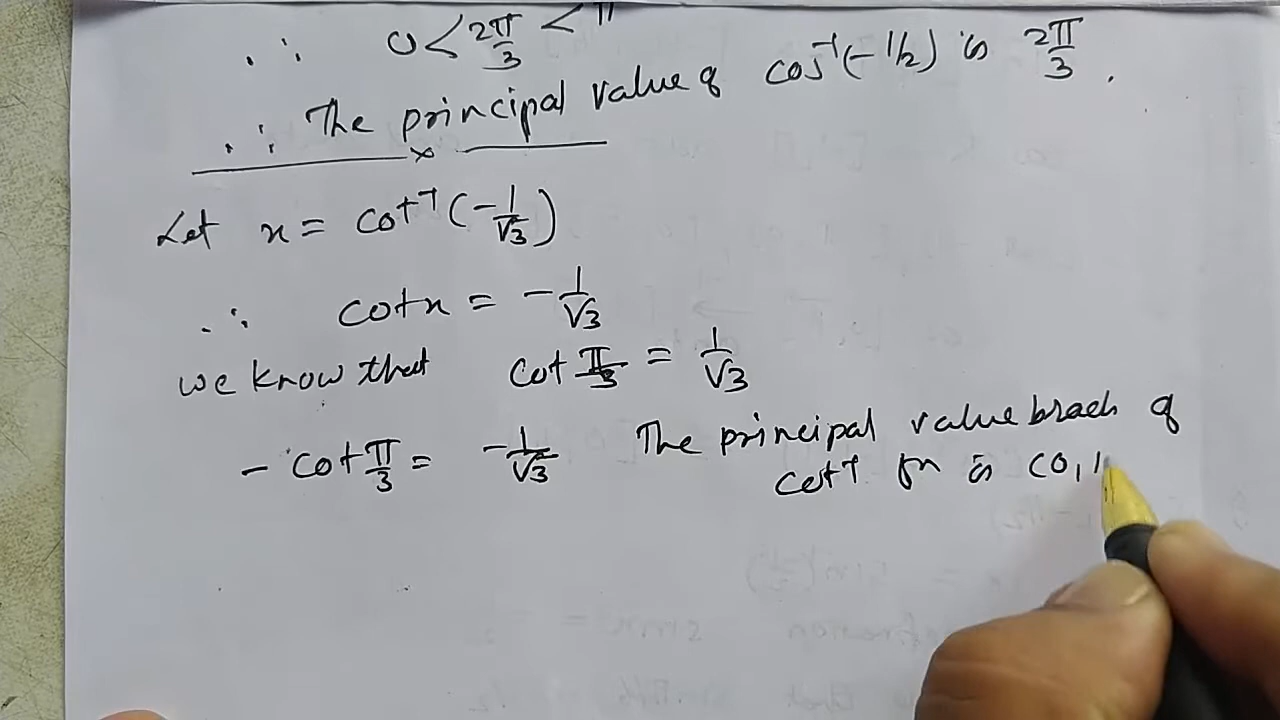 ∴ 0 < 2π/3 < π
∴ The principal value of cos⁻¹(-1/2) is 2π/3 .
Let x = cot⁻¹(-1/√3)
∴ cot x = -1/√3
we know that cot π/3 = 1/√3
- cot π/3 = -1/√3 The principal value brach of
cot⁻¹ fn is (0,